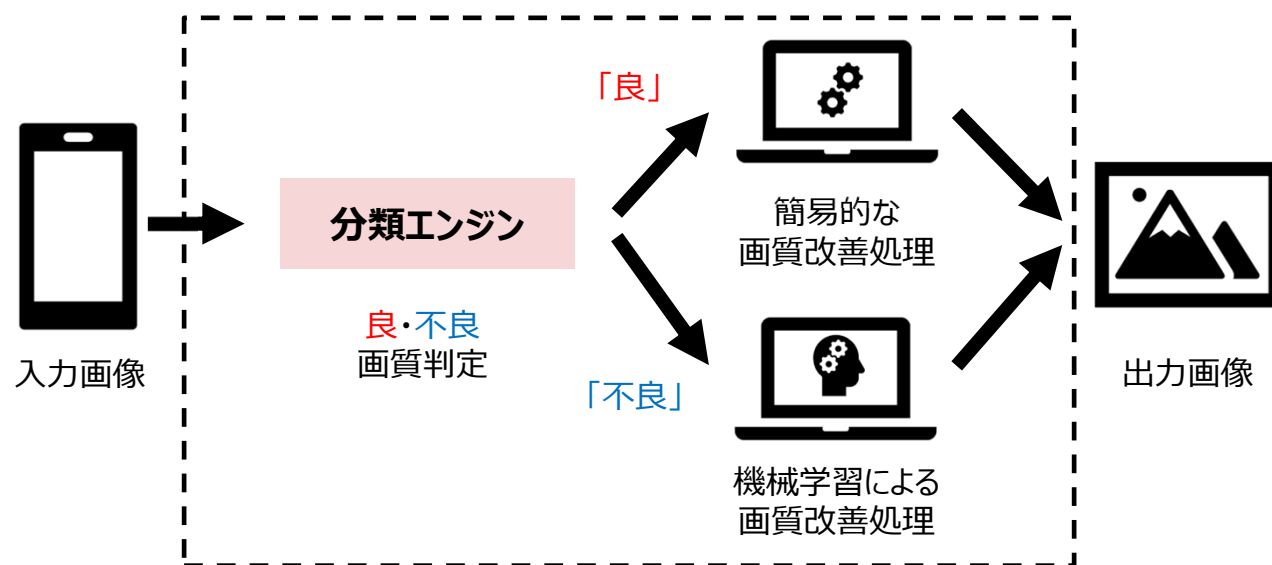 入力画像
分類エンジン
良・不良
画質判定
「良」
簡易的な
画質改善処理
「不良」
機械学習による
画質改善処理
出力画像